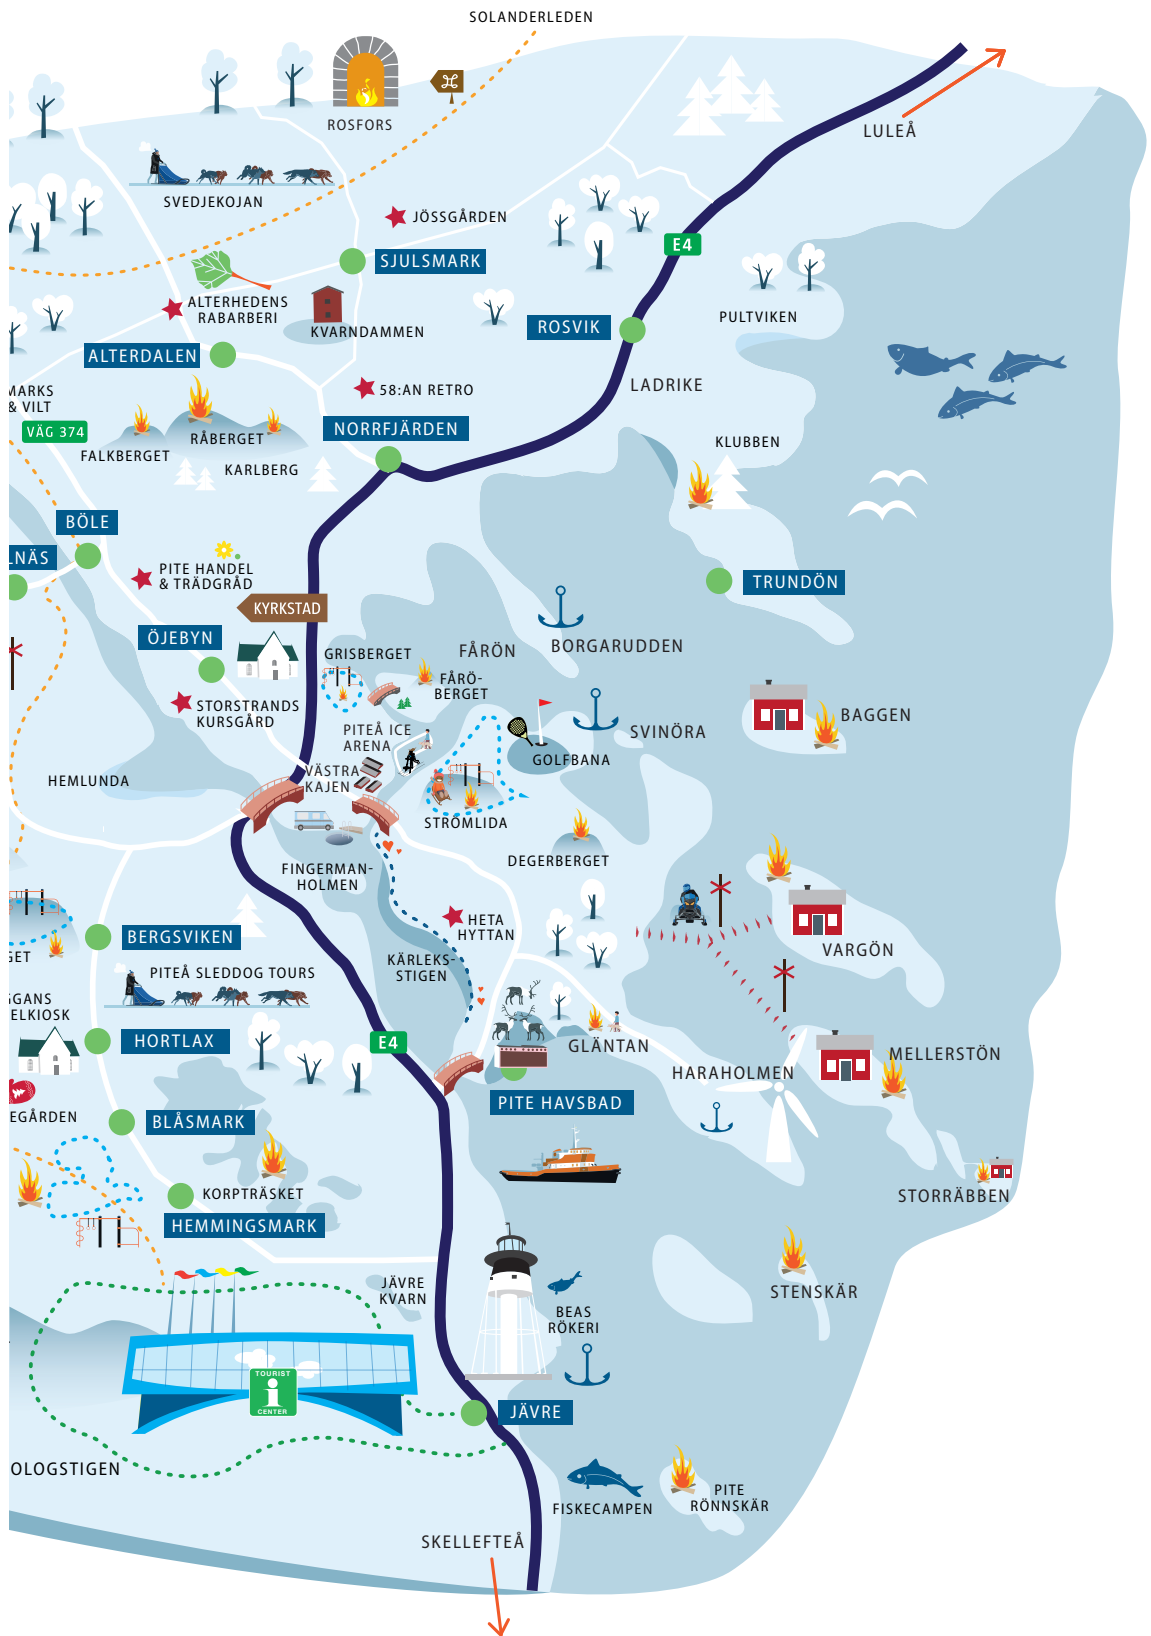 SOLANDERLEDEN
ROSFORS
LULEÅ
SVEDJEKOJAN
JÖSSGÅRDEN
E4
SJULSMARK
ALTERHEDENS
RABARBERI
KVARNDAMMEN
PULTVIKEN
ROSVIK
ALTERDALEN
LADRIKE
MARKS
& VILT
58:AN RETRO
VÄG 374
NORRFJÄRDEN
RÅBERGET
FALKBERGET
KARLBERG
KLUBBEN
BÖLE
LNÄS
PITE HANDEL
& TRÄDGRÅD
TRUNDÖN
KYRKSTAD
ÖJEBYN
GRISBERGET
FÅRÖN
BORGARUDDEN
FÅRÖ-
BERGET
STORSTRANDS
KURSGÅRD
PITEÅ ICE
ARENA
SVINÖRA
BAGGEN
GOLFBANA
VÄSTRA
KAJEN
HEMLUNDA
STRÖMLIDA
DEGERBERGET
FINGERMAN-
HOLMEN
HETA
HYTTAN
BERGSVIKEN
GET
KÄRLEKS-
STIGEN
VARGÖN
PITEÅ SLEDDOG TOURS
GGANS
ELKIOSK
HORTLAX
E4
GLÄNTAN
MELLERSTÖN
HARAHOLMEN
PITE HAVSBAD
EGÅRDEN
BLÅSMARK
KORPTRÄSKET
STORRÄBBEN
HEMMINGSMARK
JÄVRE
KVARN
STENSKÄR
BEAS
RÖKERI
TOURIST
i
CENTER
JÄVRE
OLOGSTIGEN
PITE
RÖNNSKÄR
FISKECAMPEN
SKELLEFTEÅ